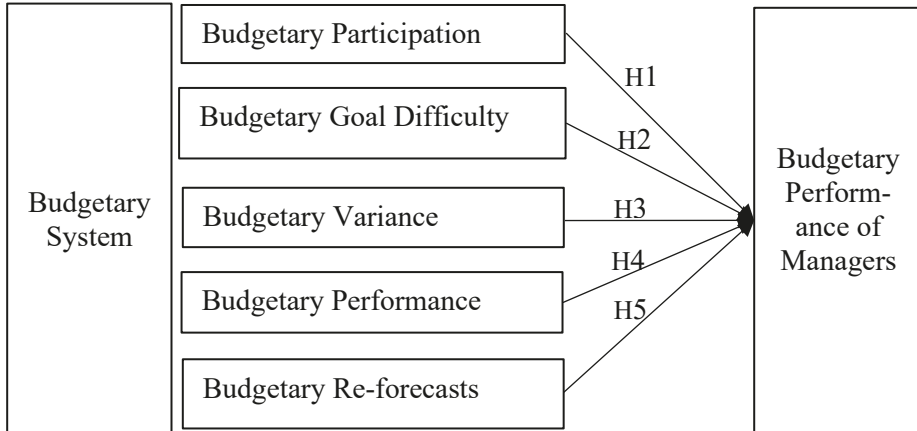 Budgetary
System
Budgetary Participation
Budgetary Goal Difficulty
Budgetary Variance
Budgetary Performance
Budgetary Re-forecasts
H1
H2
H3
H4
H5
Budgetary
Perform-
ance of
Managers